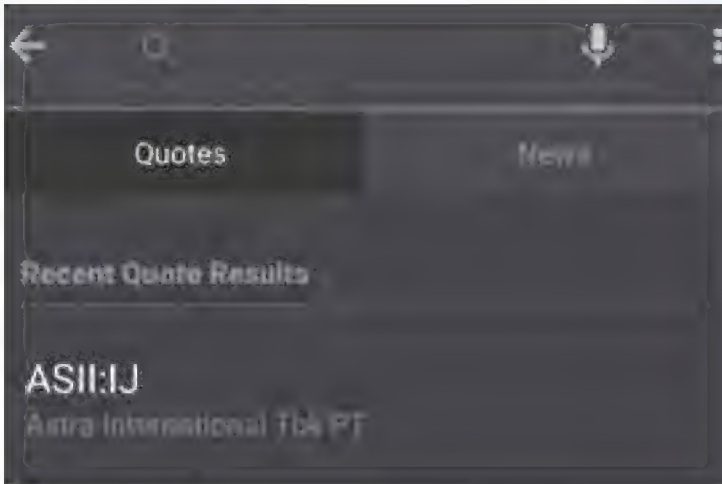 Quotes
News
Recent Quote Results
ASII:IJ
Astra International Tbk PT